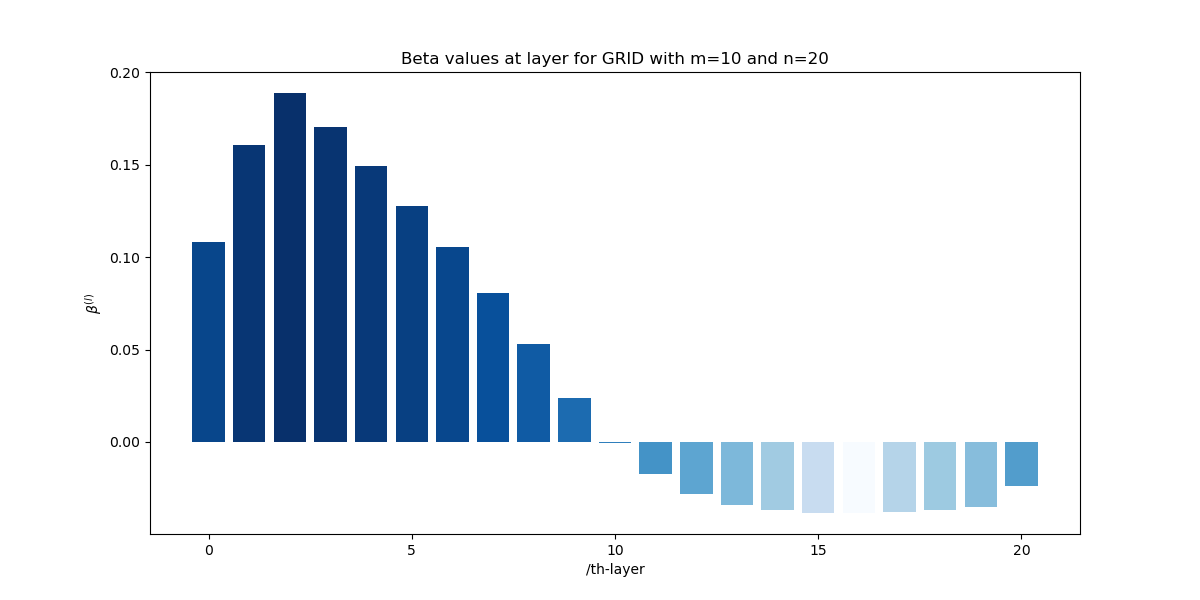 Beta values at layer for GRID with m=10 and n=20
0.20
0.15
0.10
0.05
0.00
β⁽ˡ⁾
0 5 10 15 20
/th-layer